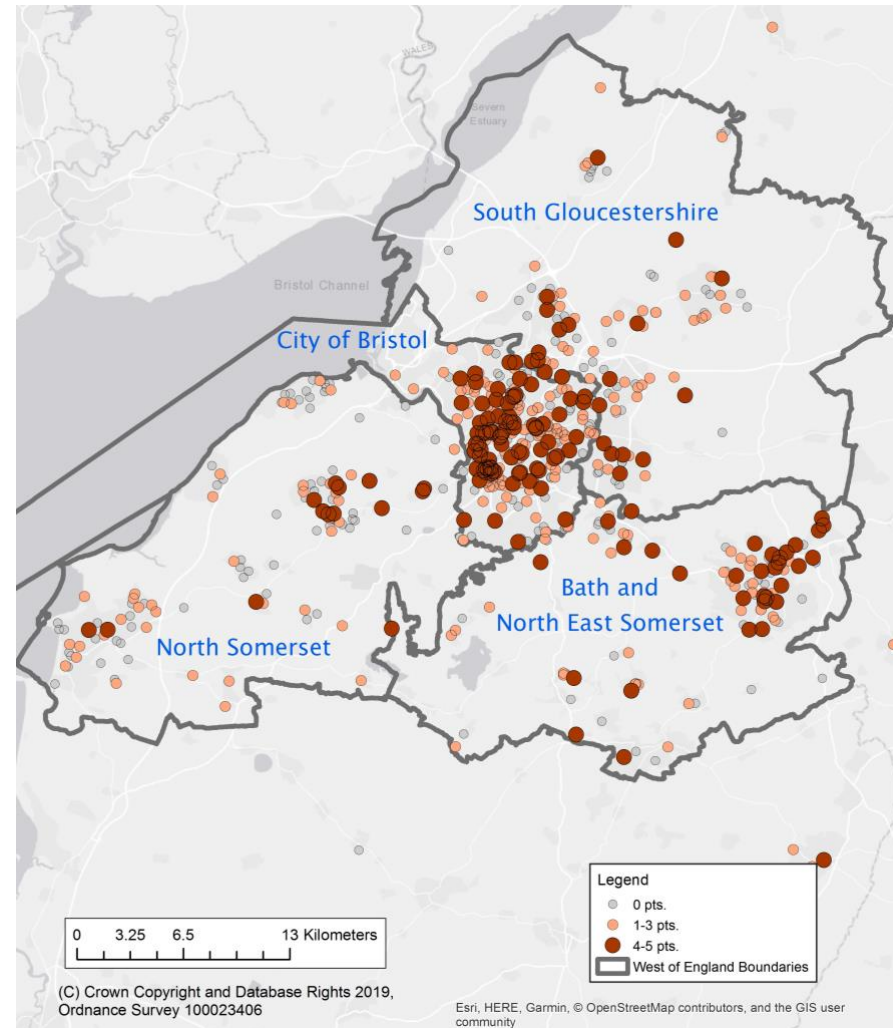 WALES
Severn
Estuary
South Gloucestershire
Bristol Channel
City of Bristol
Bath and
North East Somerset
North Somerset
Legend
0 pts.
1-3 pts.
4-5 pts.
West of England Boundaries
0 3.25 6.5 13 Kilometers
(C) Crown Copyright and Database Rights 2019,
Ordnance Survey 100023406
Esri, HERE, Garmin, © OpenStreetMap contributors, and the GIS user
community